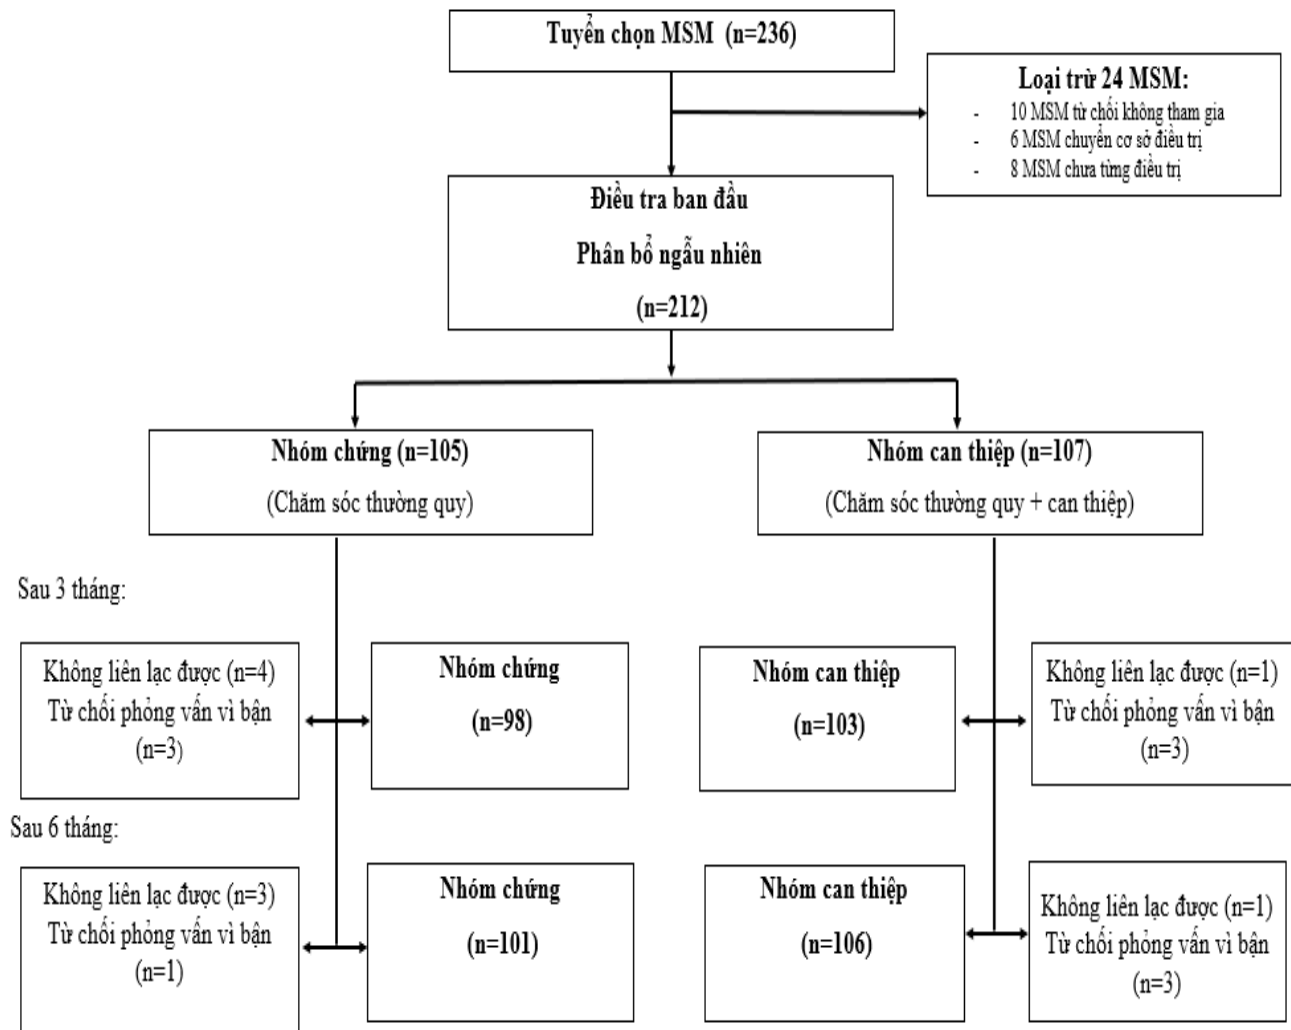 Tuyển chọn MSM (n=236)
Loại trừ 24 MSM:
- 10 MSM từ chối không tham gia
- 6 MSM chuyển cơ sở điều trị
- 8 MSM chưa từng điều trị
Điều tra ban đầu
Phân bổ ngẫu nhiên
(n=212)
Nhóm chứng (n=105)
(Chăm sóc thường quy)
Nhóm can thiệp (n=107)
(Chăm sóc thường quy + can thiệp)
Sau 3 tháng:
Không liên lạc được (n=4)
Từ chối phỏng vấn vì bận
(n=3)
Nhóm chứng
(n=98)
Nhóm can thiệp
(n=103)
Không liên lạc được (n=1)
Từ chối phỏng vấn vì bận
(n=3)
Sau 6 tháng:
Không liên lạc được (n=3)
Từ chối phỏng vấn vì bận
(n=1)
Nhóm chứng
(n=101)
Nhóm can thiệp
(n=106)
Không liên lạc được (n=1)
Từ chối phỏng vấn vì bận
(n=3)